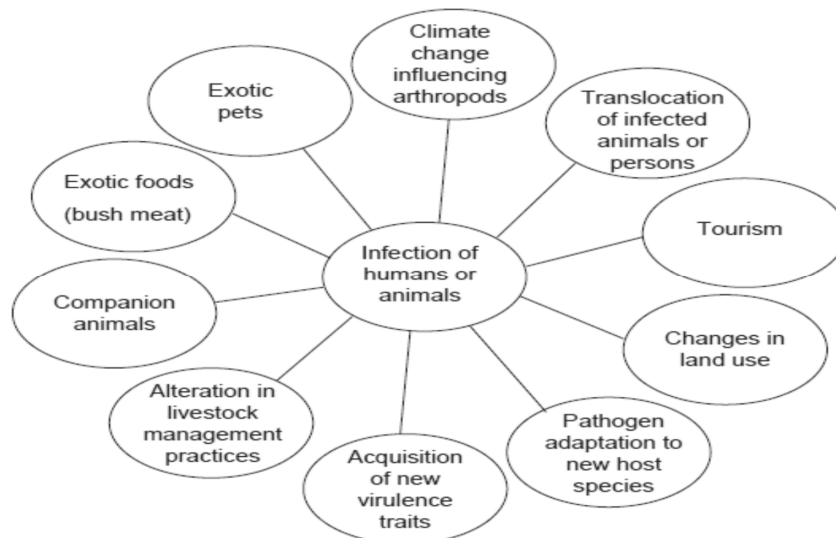 Climate
change
influencing
arthropods
Exotic
pets
Translocation
of infected
animals or
persons
Exotic foods
(bush meat)
Tourism
Infection of
humans or
animals
Companion
animals
Changes in
land use
Alteration in
livestock
management
practices
Pathogen
adaptation to
new host
species
Acquisition
of new
virulence
traits